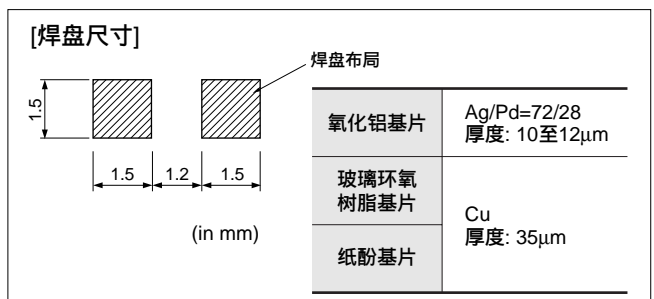 [焊盘尺寸]
焊盘布局
1.5
1.5
1.2
1.5
(in mm)
氧化铝基片
Ag/Pd=72/28
厚度: 10至12μm
玻璃环氧
树脂基片
Cu
厚度: 35μm
纸酚基片